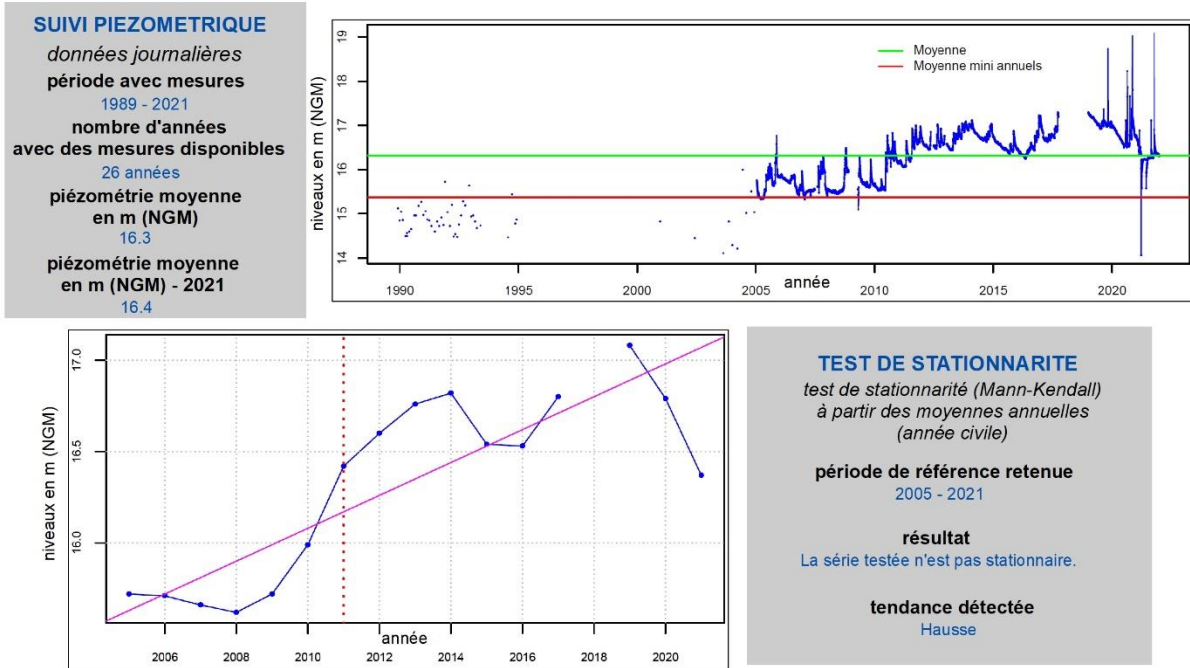 SUIVI PIEZOMETRIQUE
données journalières
période avec mesures
1989 - 2021
nombre d'années
avec des mesures disponibles
26 années
piézométrie moyenne
en m (NGM)
16.3
piézométrie moyenne
en m (NGM) - 2021
16.4
niveaux en m (NGM)
19
18
17
16
15
14
Moyenne
Moyenne mini annuels
1990
1995
2000
2005
2010
2015
2020
année
niveaux en m (NGM)
17.0
16.5
16.0
2006
2008
2010
2012
2014
2016
2018
2020
année
TEST DE STATIONNARITE
test de stationnarité (Mann-Kendall)
à partir des moyennes annuelles
(année civile)
période de référence retenue
2005 - 2021
résultat
La série testée n'est pas stationnaire.
tendance détectée
Hausse